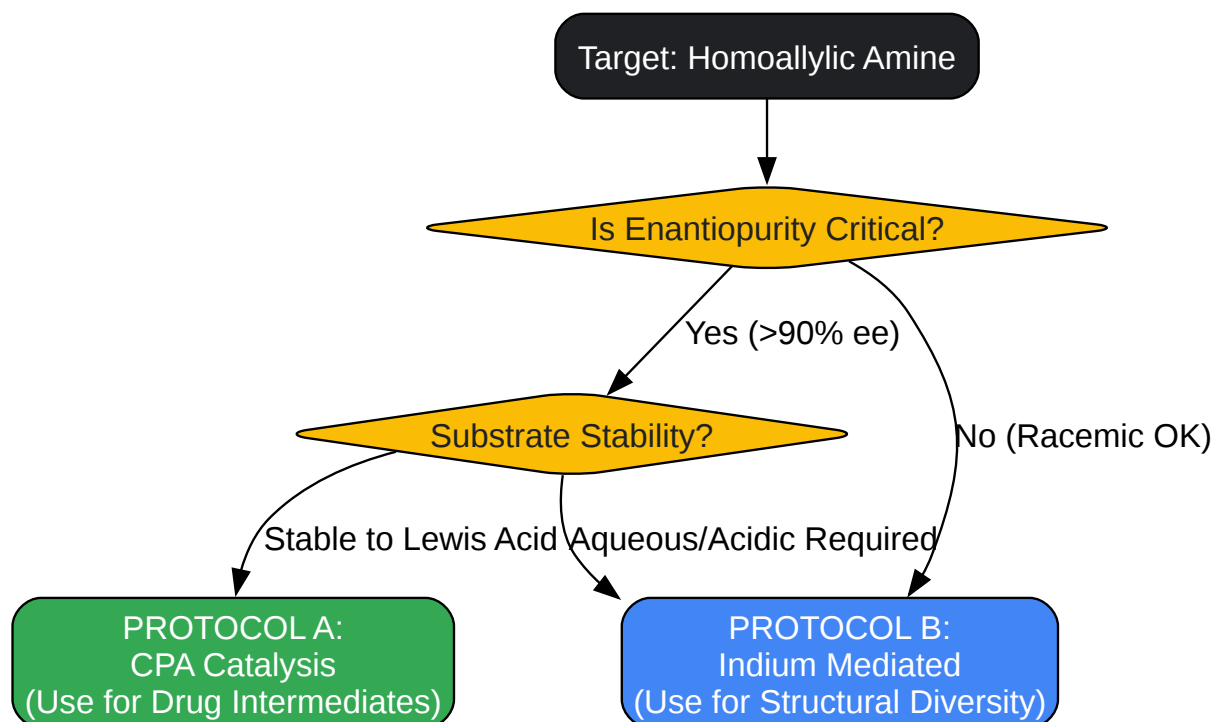 Target: Homoallylic Amine
Is Enantiopurity Critical?
Yes (>90% ee)
Substrate Stability?
No (Racemic OK)
Stable to Lewis Acid
Aqueous/Acidic Required
PROTOCOL A:
CPA Catalysis
(Use for Drug Intermediates)
PROTOCOL B:
Indium Mediated
(Use for Structural Diversity)